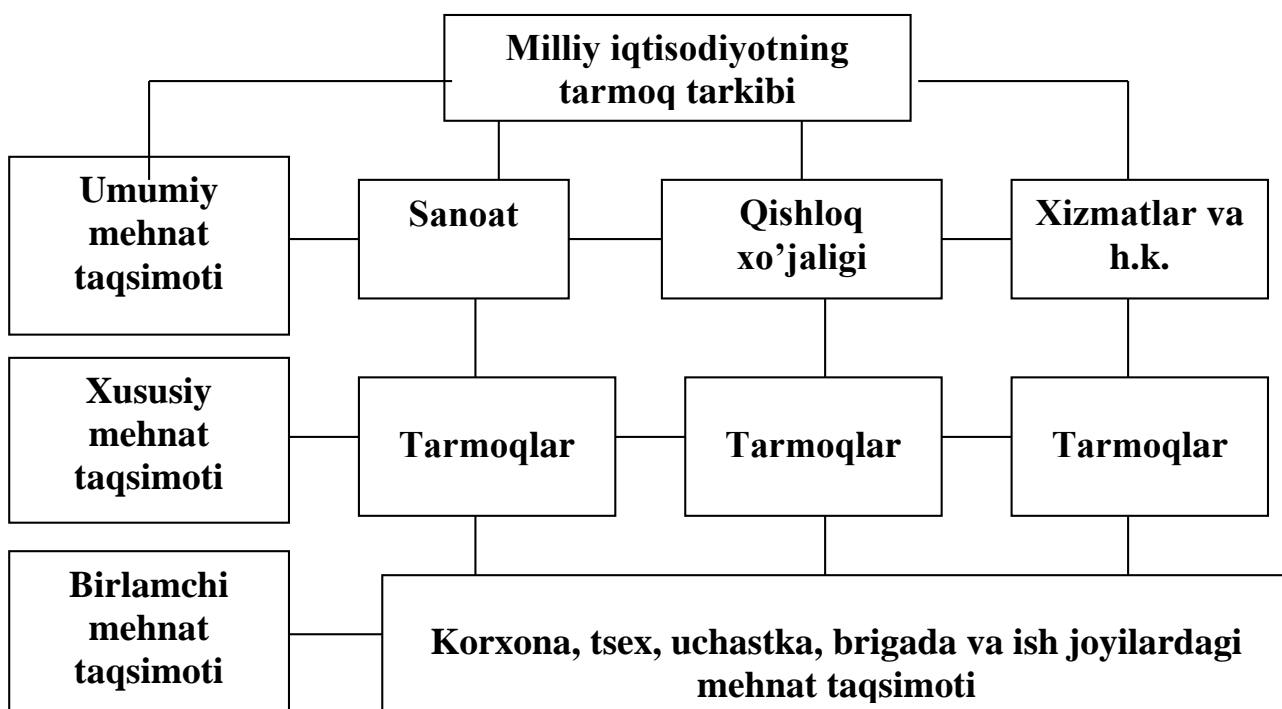 Milliy iqtisodiyotning
tarmoq tarkibi
Umumiy
mehnat
taqsimoti
Sanoat
Qishloq
xo’jaligi
Xizmatlar va
h.k.
Xususiy
mehnat
taqsimoti
Tarmoqlar
Tarmoqlar
Tarmoqlar
Birlamchi
mehnat
taqsimoti
Korxona, tsex, uchastka, brigada va ish joyilardagi
mehnat taqsimoti